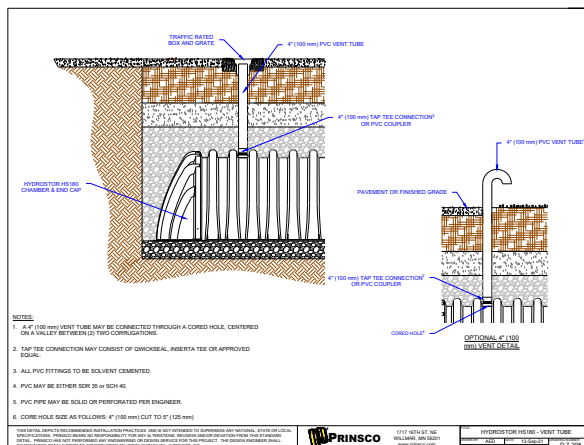 TRAFFIC RATED
BOX AND GRATE
4" (100 mm) PVC VENT TUBE
4" (100 mm) TAP TEE CONNECTION²
OR PVC COUPLER
HYDROSTOR HS180
CHAMBER & END CAP
4" (100 mm) PVC VENT TUBE⁵
PAVEMENT OR FINISHED GRADE
4" (100 mm) TAP TEE CONNECTION²
OR PVC COUPLER
CORED HOLE⁶
OPTIONAL 4" (100
mm) VENT DETAIL
NOTES:
1. A 4" (100 mm) VENT TUBE MAY BE CONNECTED THROUGH A CORED HOLE, CENTERED
ON A VALLEY BETWEEN (2) TWO CORRUGATIONS.
2. TAP TEE CONNECTION MAY CONSIST OF QWICKSEAL, INSERTA TEE OR APPROVED
EQUAL.
3. ALL PVC FITTINGS TO BE SOLVENT CEMENTED.
4. PVC MAY BE EITHER SDR 35 or SCH 40.
5. PVC PIPE MAY BE SOLID OR PERFORATED PER ENGINEER.
6. CORE HOLE SIZE AS FOLLOWS: 4" (100 mm) CUT TO 5" (125 mm)
THIS DETAIL DEPICTS RECOMMENDED INSTALLATION PRACTICES AND IS NOT INTENDED TO SUPERSEDE ANY NATIONAL, STATE OR LOCAL
SPECIFICATIONS. PRINSCO BEARS NO RESPONSIBILITY FOR ANY ALTERATIONS, REVISION AND/OR DEVIATION FROM THIS STANDARD
DETAIL. PRINSCO HAS NOT PERFORMED ANY ENGINEERING OR DESIGN SERVICES FOR THIS PROJECT. THE DESIGN ENGINEER SHALL
PRINSCO
1717 16TH ST. NE
WILLMAR, MN 56201
www.prinsco.com
HYDROSTOR HS180 - VENT TUBE
AED
13-Sep-21